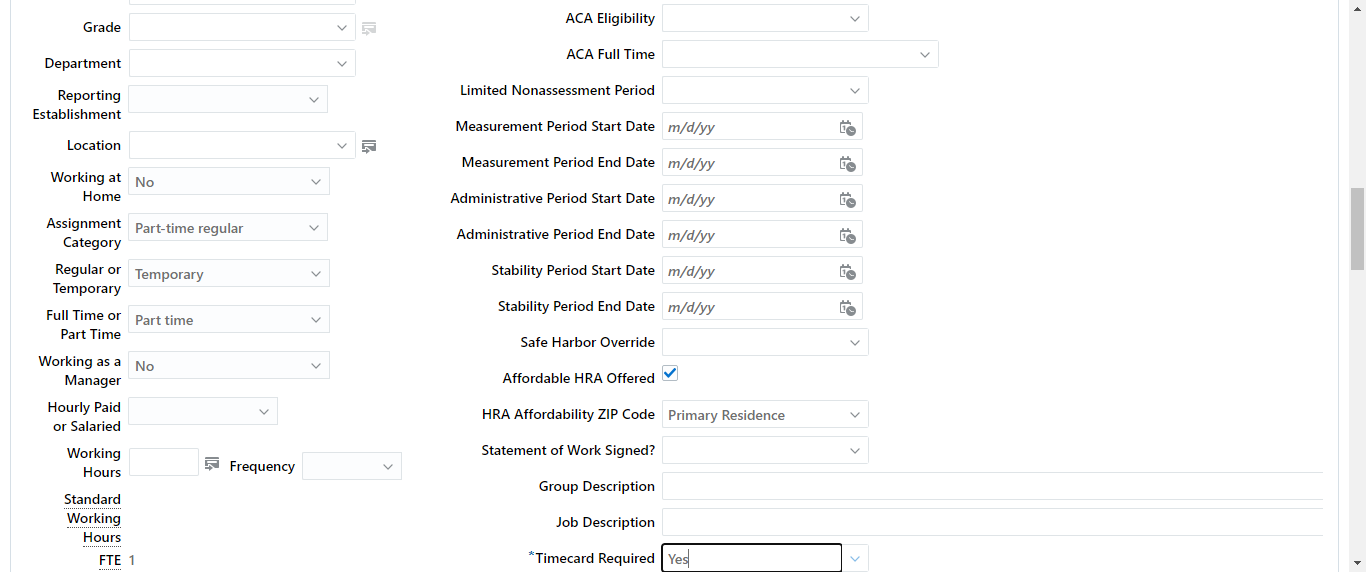 Grade
Department
Reporting
Establishment
Location
Working at
Home
No
Assignment
Category
Part-time regular
Regular or
Temporary
Temporary
Full Time or
Part Time
Part time
Working as a
Manager
No
Hourly Paid
or Salaried
Working
Hours
Frequency
Standard
Working
Hours
FTE 1
ACA Eligibility
ACA Full Time
Limited Nonassessment Period
Measurement Period Start Date m/d/yy
Measurement Period End Date m/d/yy
Administrative Period Start Date m/d/yy
Administrative Period End Date m/d/yy
Stability Period Start Date m/d/yy
Stability Period End Date m/d/yy
Safe Harbor Override
Affordable HRA Offered
HRA Affordability ZIP Code Primary Residence
Statement of Work Signed?
Group Description
Job Description
*Timecard Required Yes